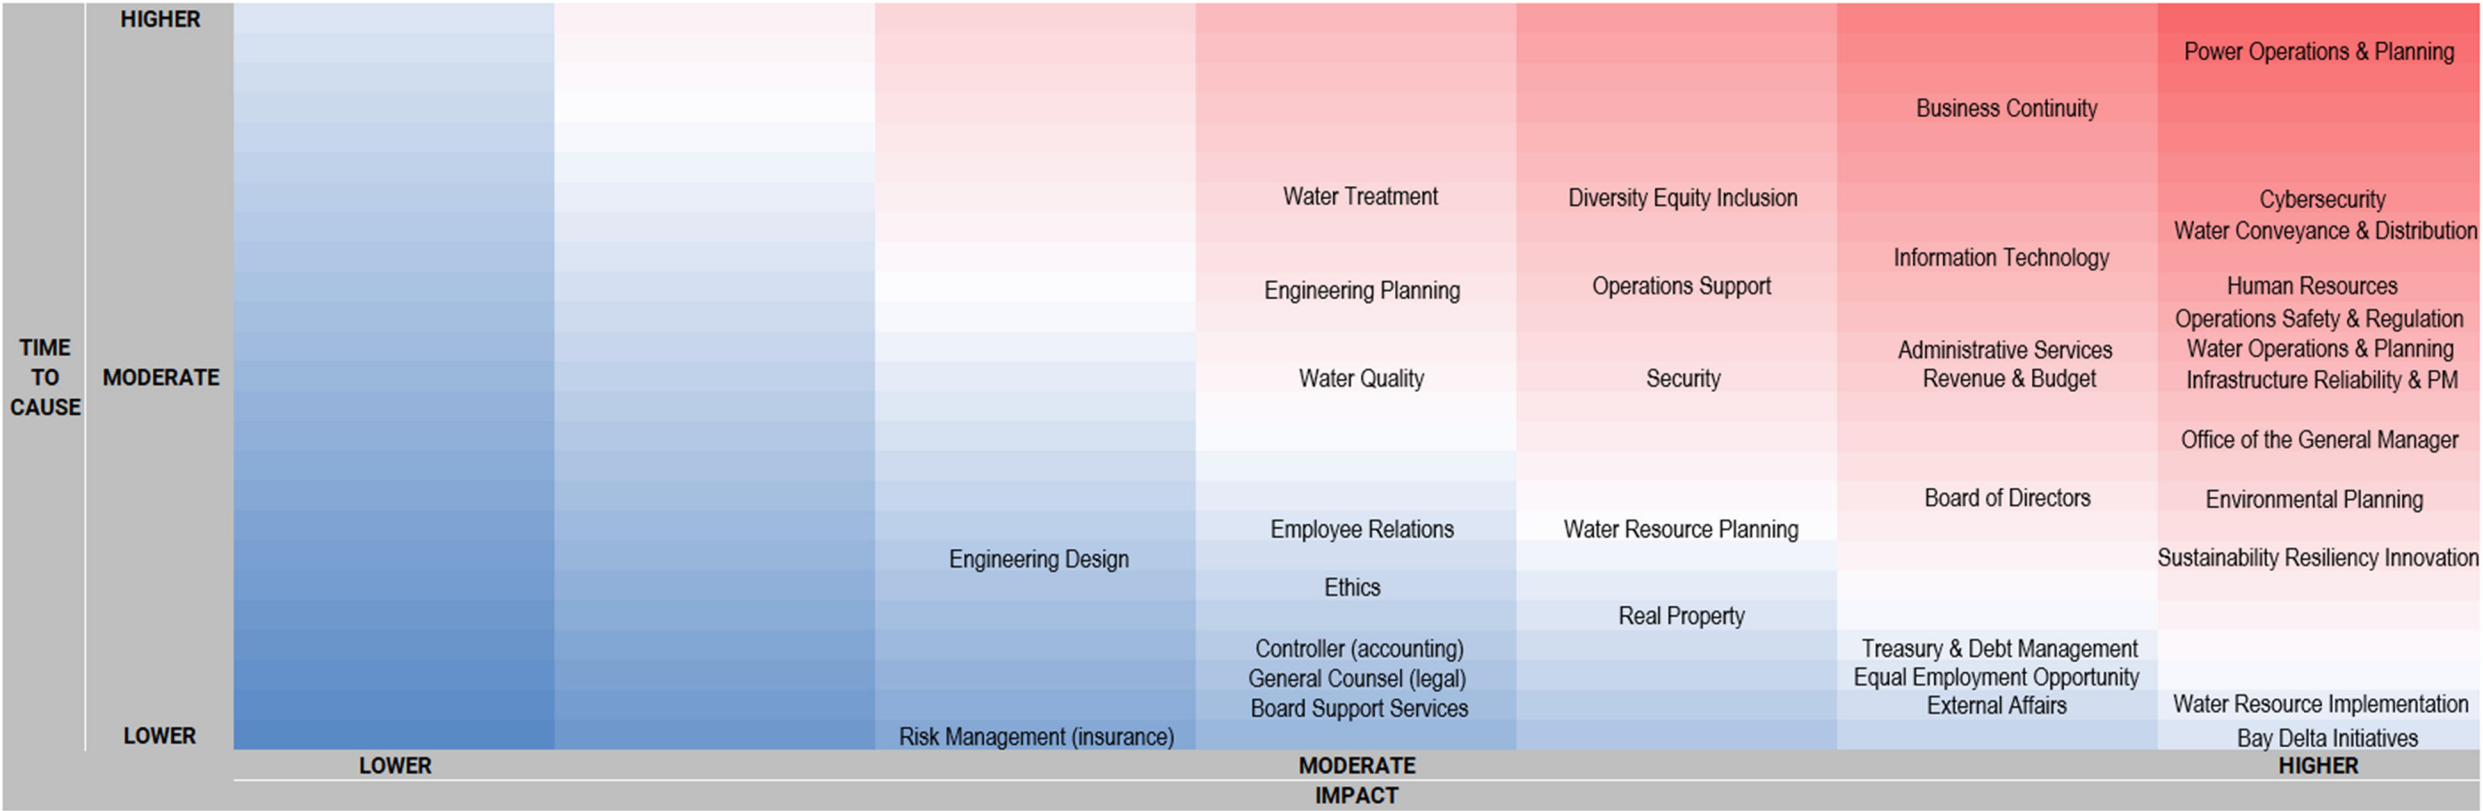 HIGHER
Power Operations & Planning
Business Continuity
Water Treatment
Diversity Equity Inclusion
Cybersecurity
Water Conveyance & Distribution
Information Technology
Engineering Planning
Operations Support
Human Resources
Operations Safety & Regulation
TIME
TO
CAUSE
MODERATE
Administrative Services
Water Operations & Planning
Water Quality
Security
Revenue & Budget
Infrastructure Reliability & PM
Office of the General Manager
Board of Directors
Environmental Planning
Employee Relations
Water Resource Planning
Engineering Design
Sustainability Resiliency Innovation
Ethics
Real Property
Controller (accounting)
Treasury & Debt Management
General Counsel (legal)
Equal Employment Opportunity
Board Support Services
External Affairs
Water Resource Implementation
LOWER
Risk Management (insurance)
Bay Delta Initiatives
LOWER
MODERATE
HIGHER
IMPACT